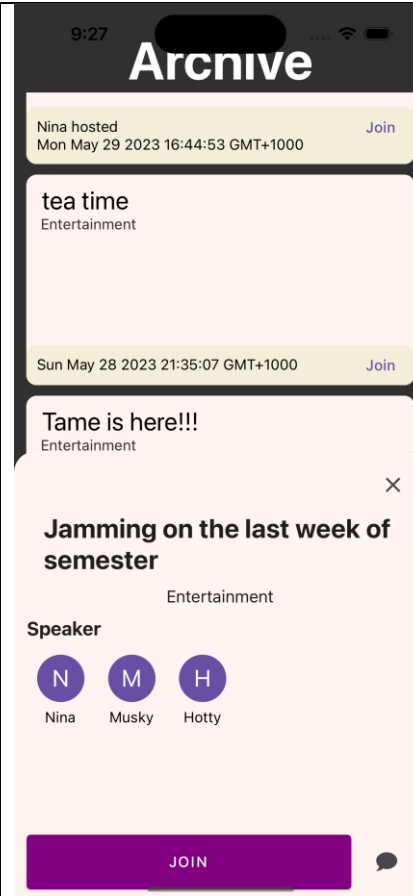 9:27
Archive
Nina hosted
Join
Mon May 29 2023 16:44:53 GMT+1000
tea time
Entertainment
Sun May 28 2023 21:35:07 GMT+1000
Join
Tame is here!!!
Entertainment
Jamming on the last week of
semester
Entertainment
Speaker
N
M
H
Nina
Musky
Hotty
JOIN